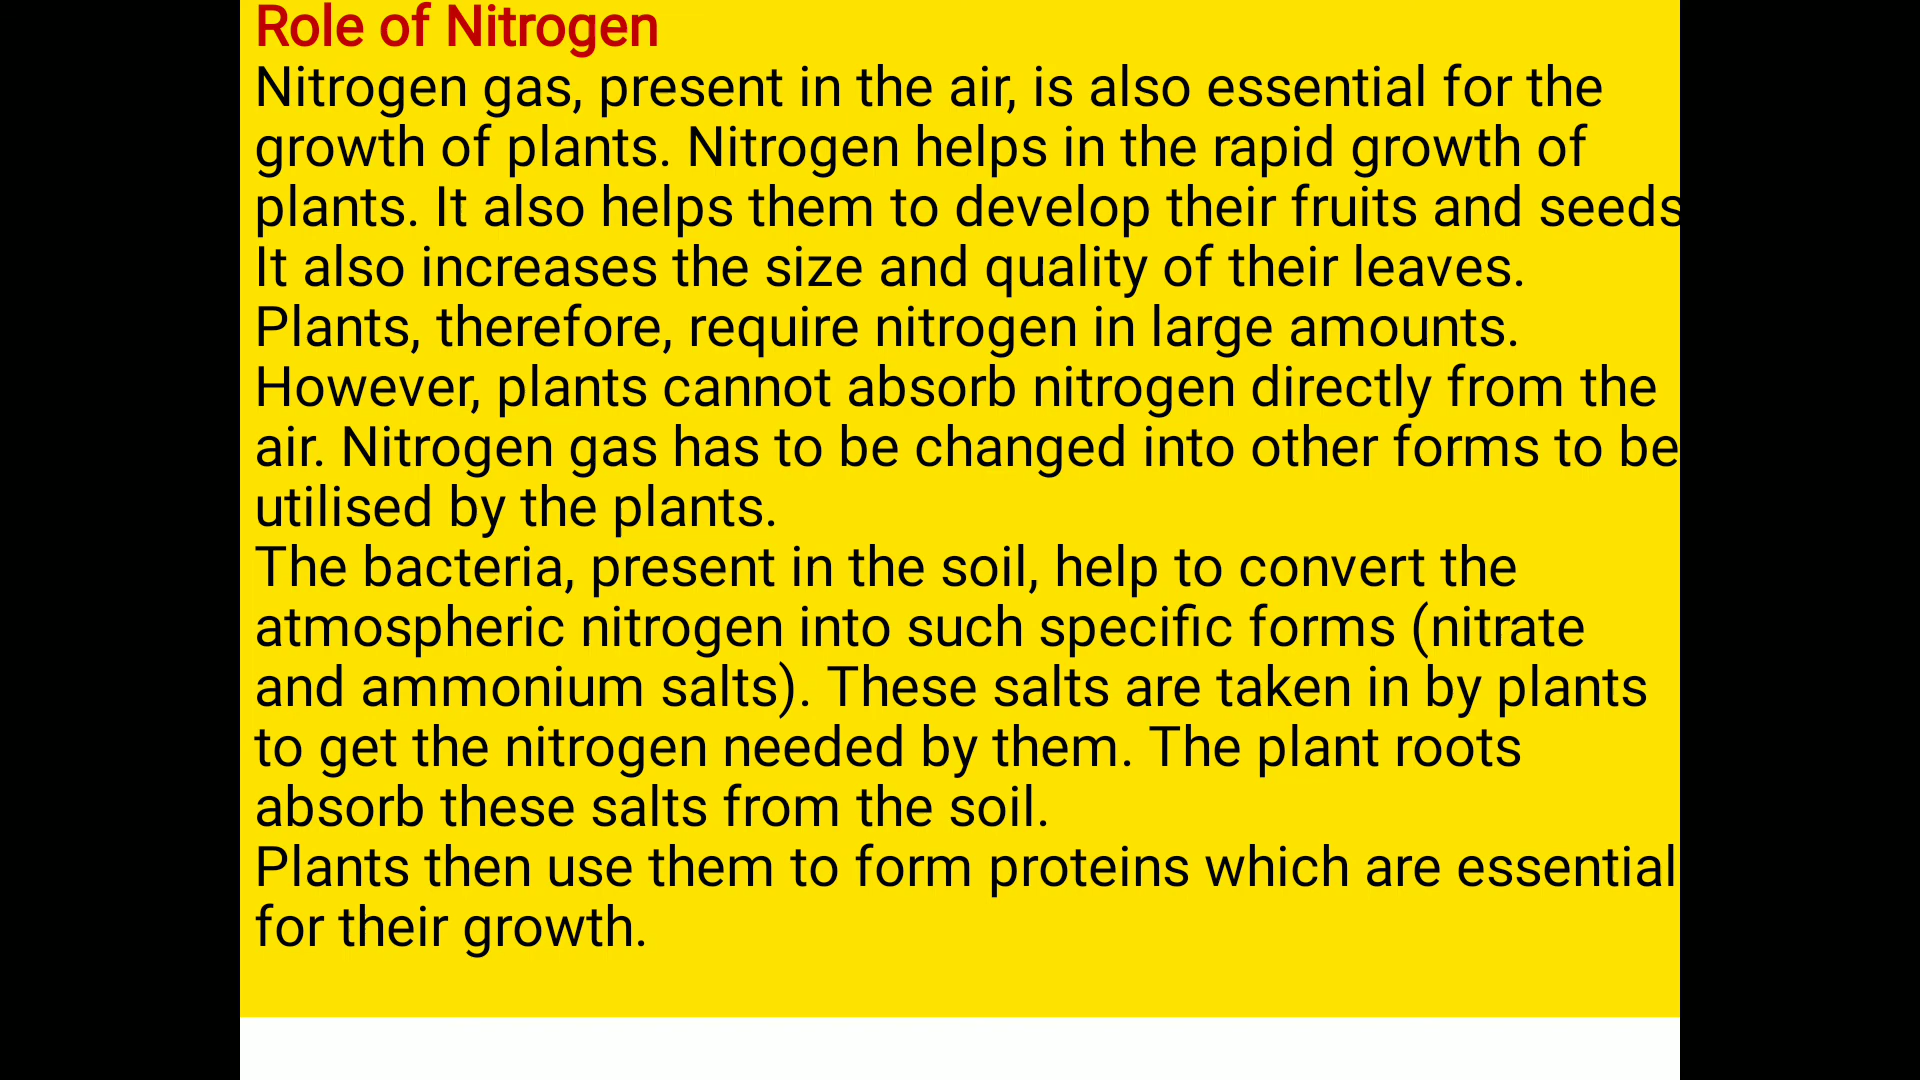 Role of Nitrogen
Nitrogen gas, present in the air, is also essential for the
growth of plants. Nitrogen helps in the rapid growth of
plants. It also helps them to develop their fruits and seeds
It also increases the size and quality of their leaves.
Plants, therefore, require nitrogen in large amounts.
However, plants cannot absorb nitrogen directly from the
air. Nitrogen gas has to be changed into other forms to be
utilised by the plants.
The bacteria, present in the soil, help to convert the
atmospheric nitrogen into such specific forms (nitrate
and ammonium salts). These salts are taken in by plants
to get the nitrogen needed by them. The plant roots
absorb these salts from the soil.
Plants then use them to form proteins which are essential
for their growth.